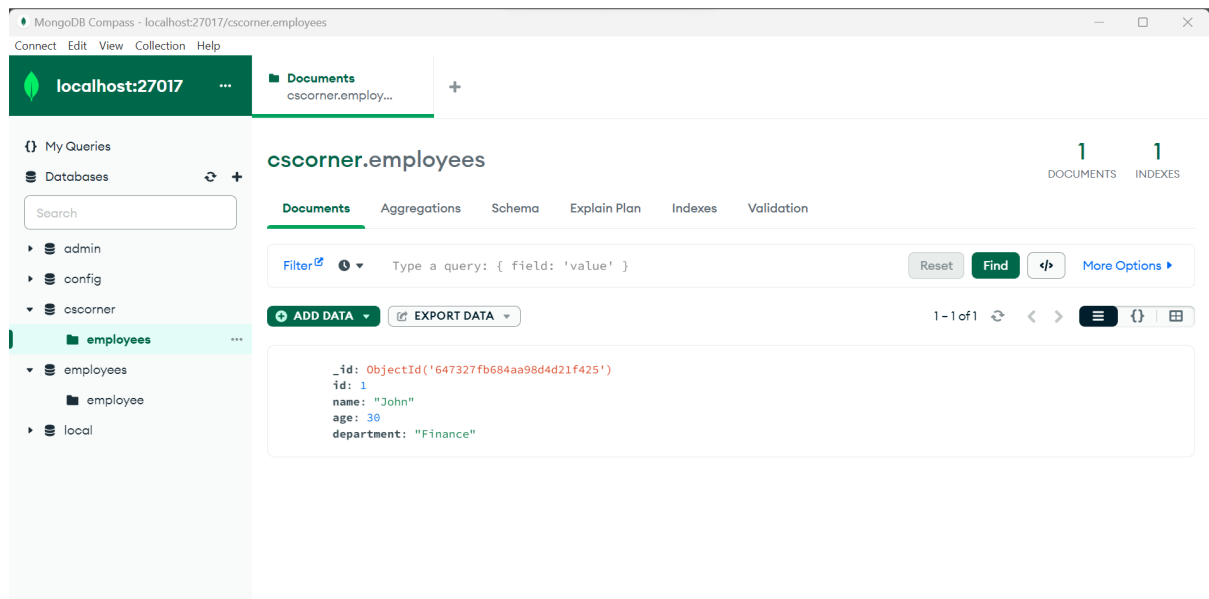 MongoDB Compass - localhost:27017/cscorner.employees
Connect Edit View Collection Help
localhost:27017 ...
Documents
cscorner.employ...
{} My Queries
Databases
Search
admin
config
cscorner
employees ...
employees
employee
local
cscorner.employees
1
DOCUMENTS
1
INDEXES
Documents Aggregations Schema Explain Plan Indexes Validation
Filter Type a query: { field: 'value' } Reset Find </> More Options
ADD DATA EXPORT DATA 1 – 1 of 1 {}
_id: ObjectId('647327fb684aa98d4d21f425')
id: 1
name: "John"
age: 30
department: "Finance"